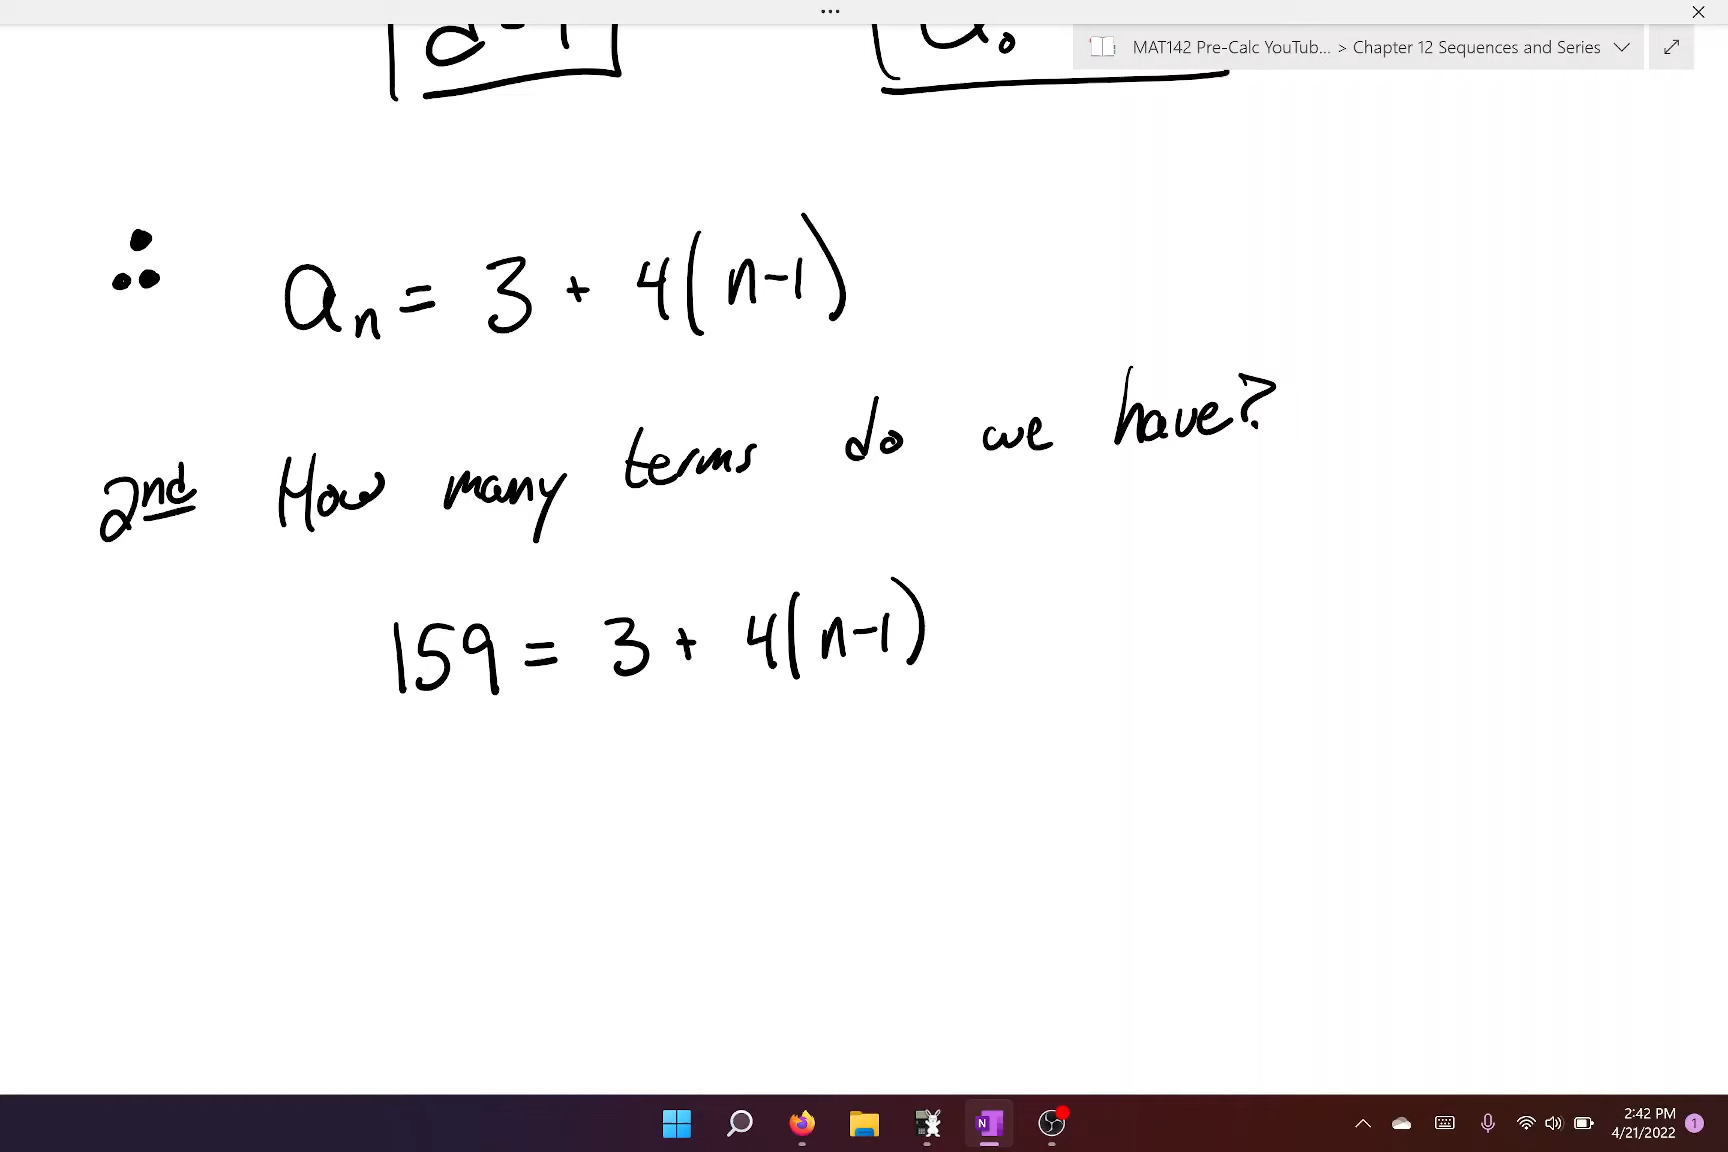 MAT142 Pre-Calc YouTub... > Chapter 12 Sequences and Series
∴ aₙ = 3 + 4(n-1)
2nd How many terms do we have?
159 = 3 + 4(n-1)
2:42 PM
4/21/2022
1